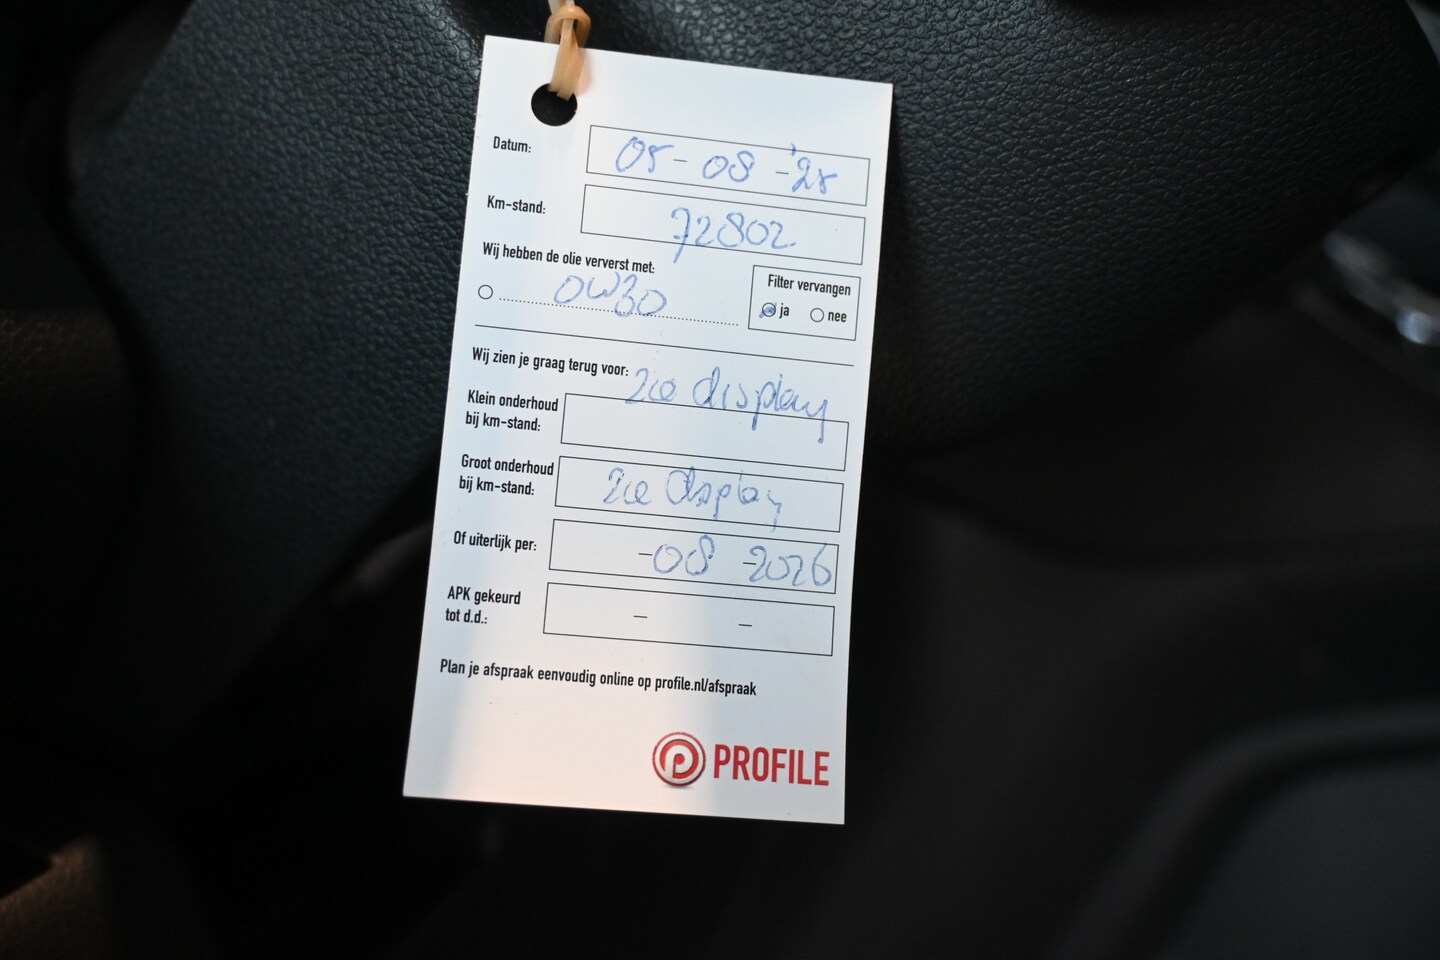 Datum: 05-08-'25
Km-stand: 72802
Wij hebben de olie ververst met:
0W30
Filter vervangen
ja nee
Wij zien je graag terug voor:
zie display
Klein onderhoud
bij km-stand:
Groot onderhoud
bij km-stand: zie display
Of uiterlijk per: -08-2026
APK gekeurd
tot d.d.: - -
Plan je afspraak eenvoudig online op profile.nl/afspraak
PROFILE